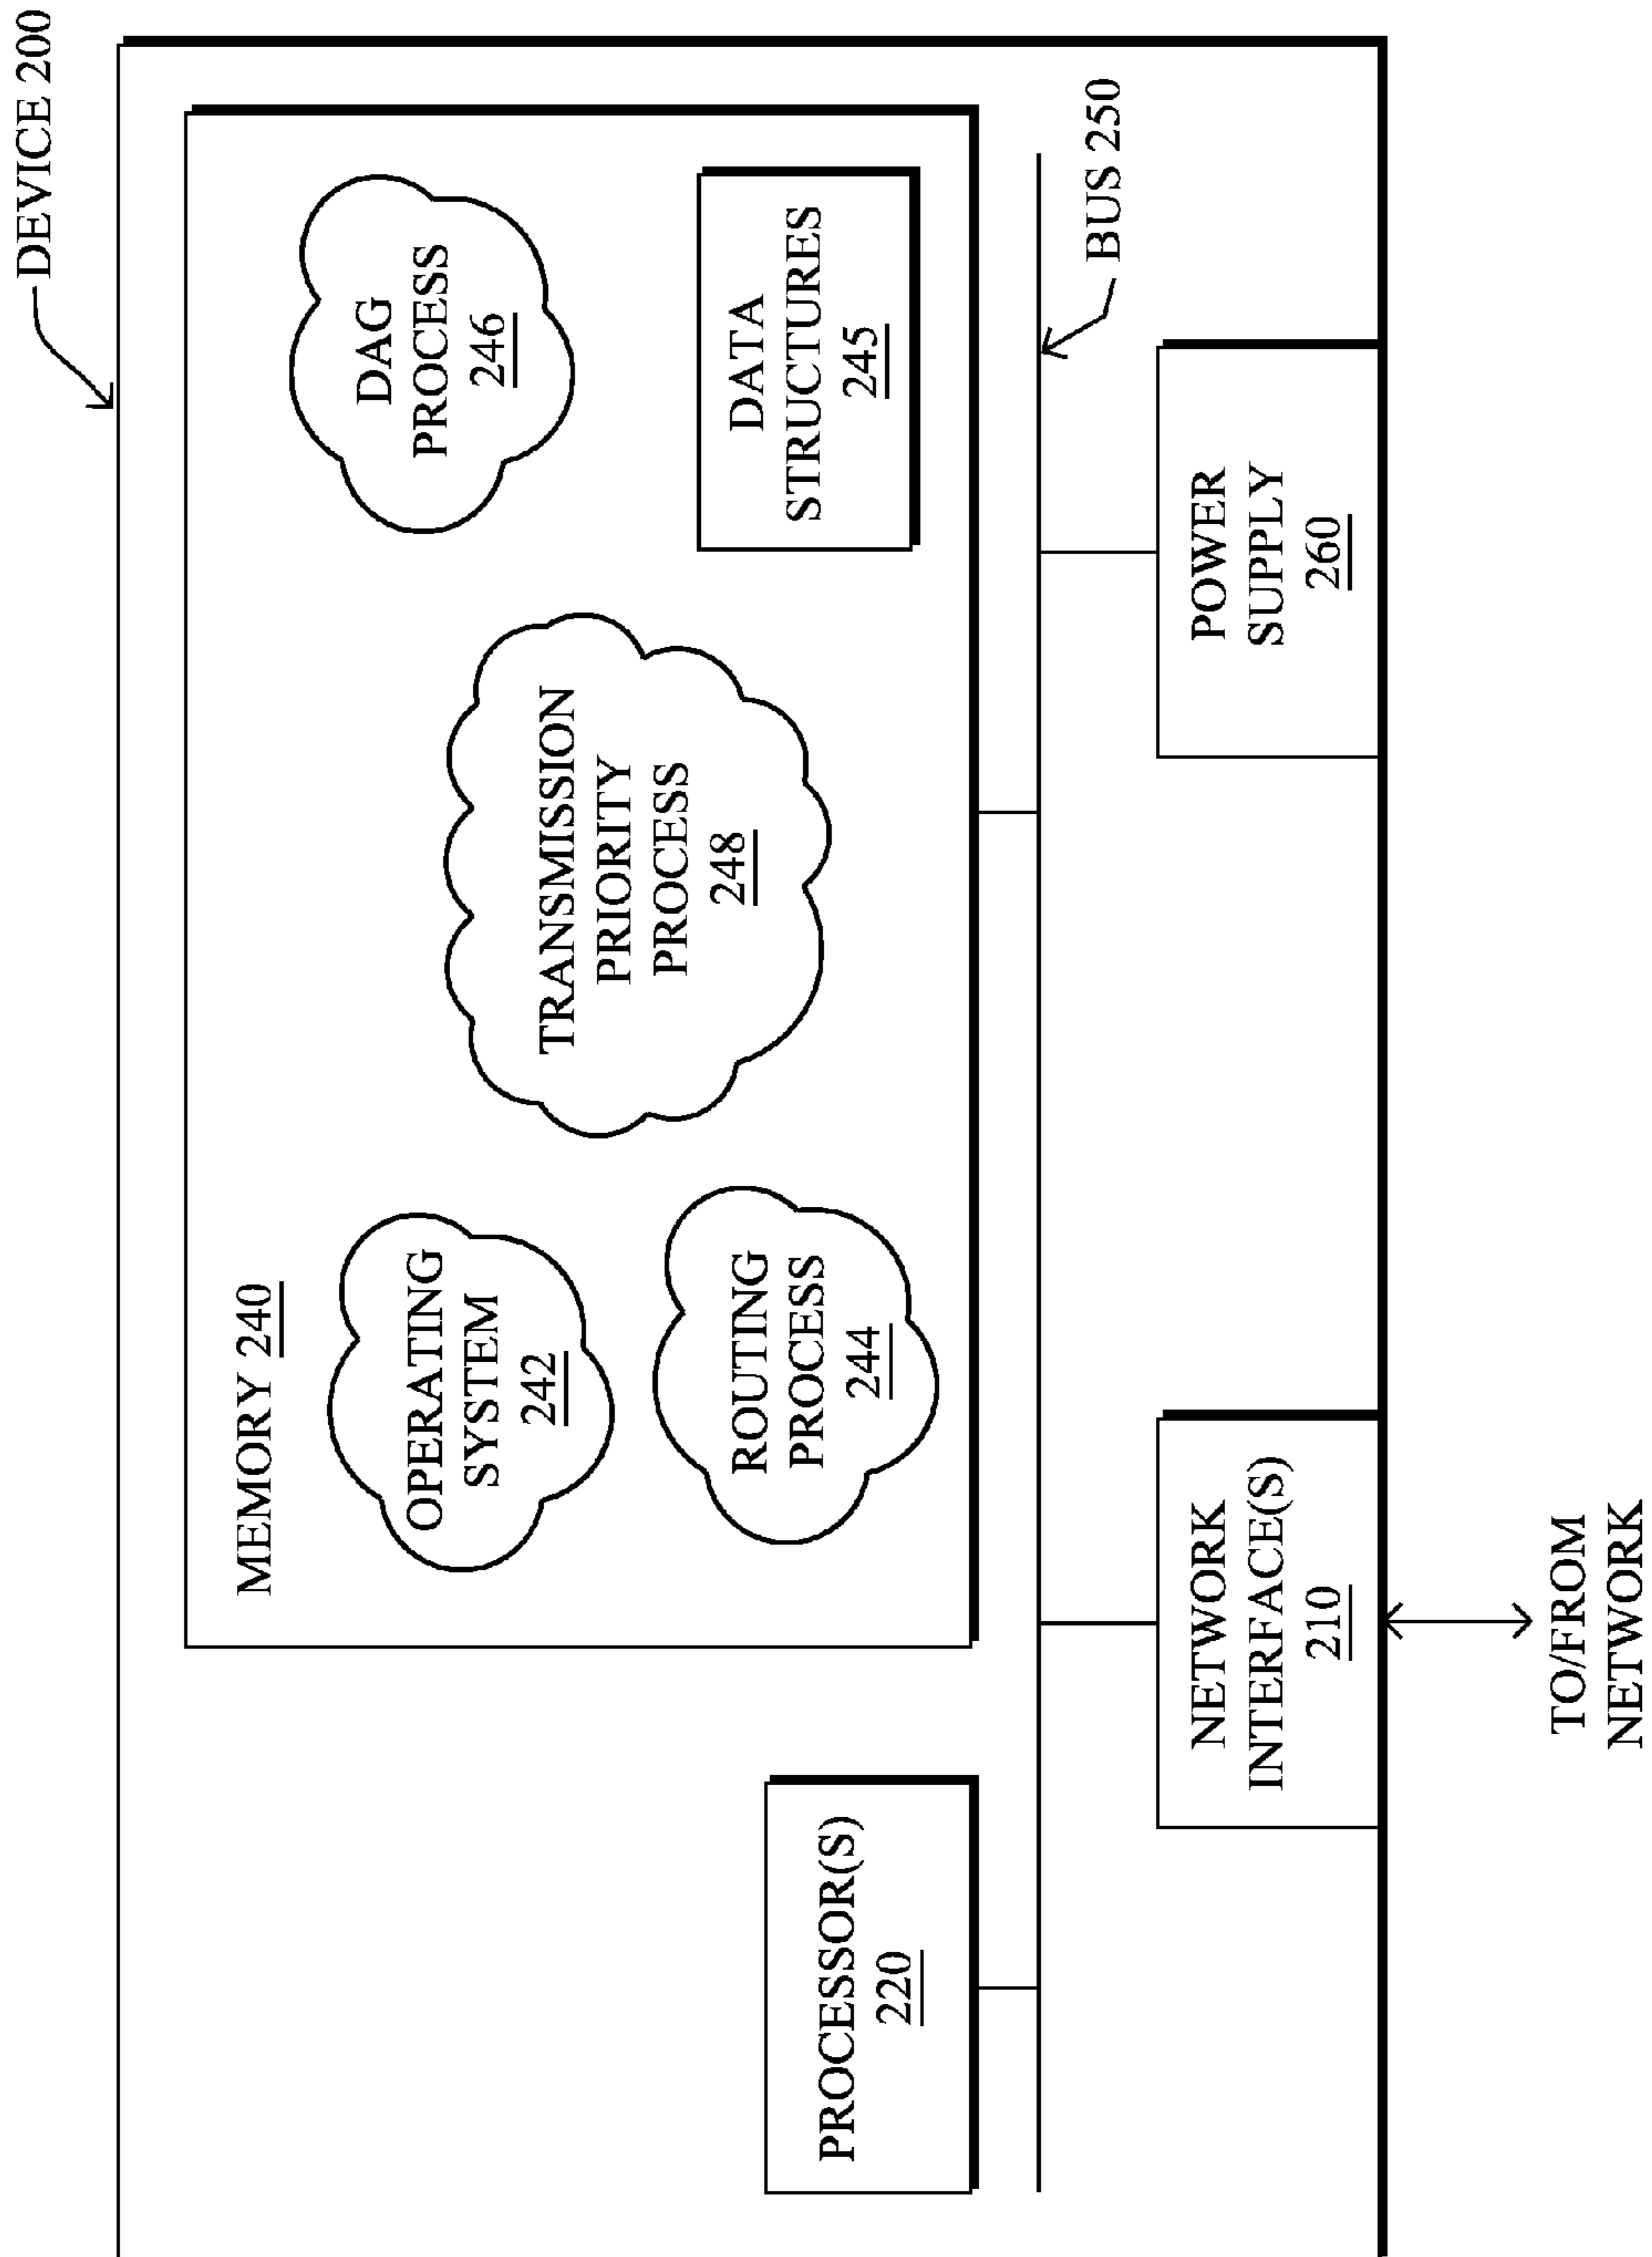 DEVICE 200
MEMORY 240
OPERATING
SYSTEM
242
ROUTING
PROCESS
244
TRANSMISSION
PRIORITY
PROCESS
248
DAG
PROCESS
246
DATA
STRUCTURES
245
PROCESSOR(S)
220
BUS 250
NETWORK
INTERFACE(S)
210
POWER
SUPPLY
260
TO/FROM
NETWORK